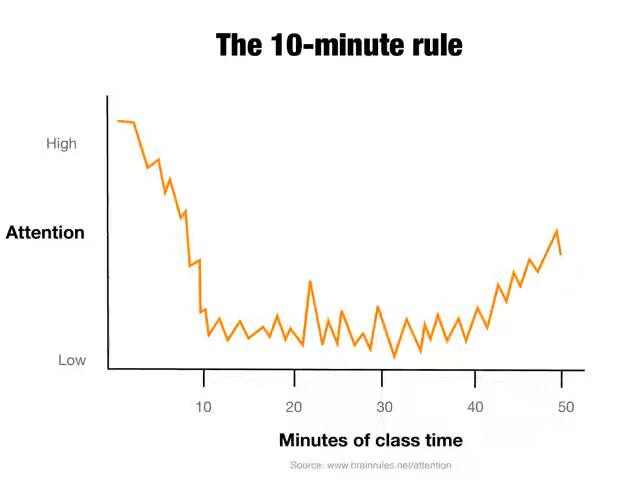 The 10-minute rule
High
Attention
Low
10 20 30 40 50
Minutes of class time
Source: www.brainrules.net/attention